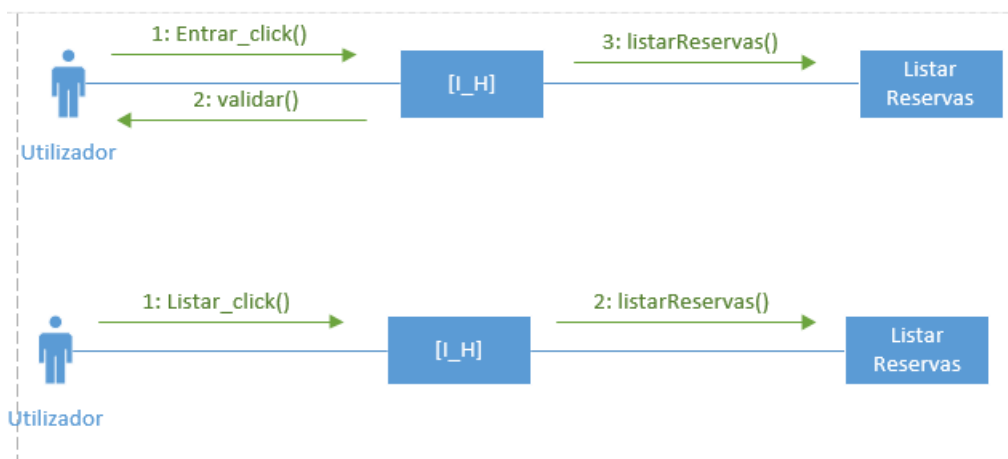 1: Entrar_click()
3: listarReservas()
[I_H]
Listar
Reservas
2: validar()
Utilizador
1: Listar_click()
2: listarReservas()
[I_H]
Listar
Reservas
Utilizador